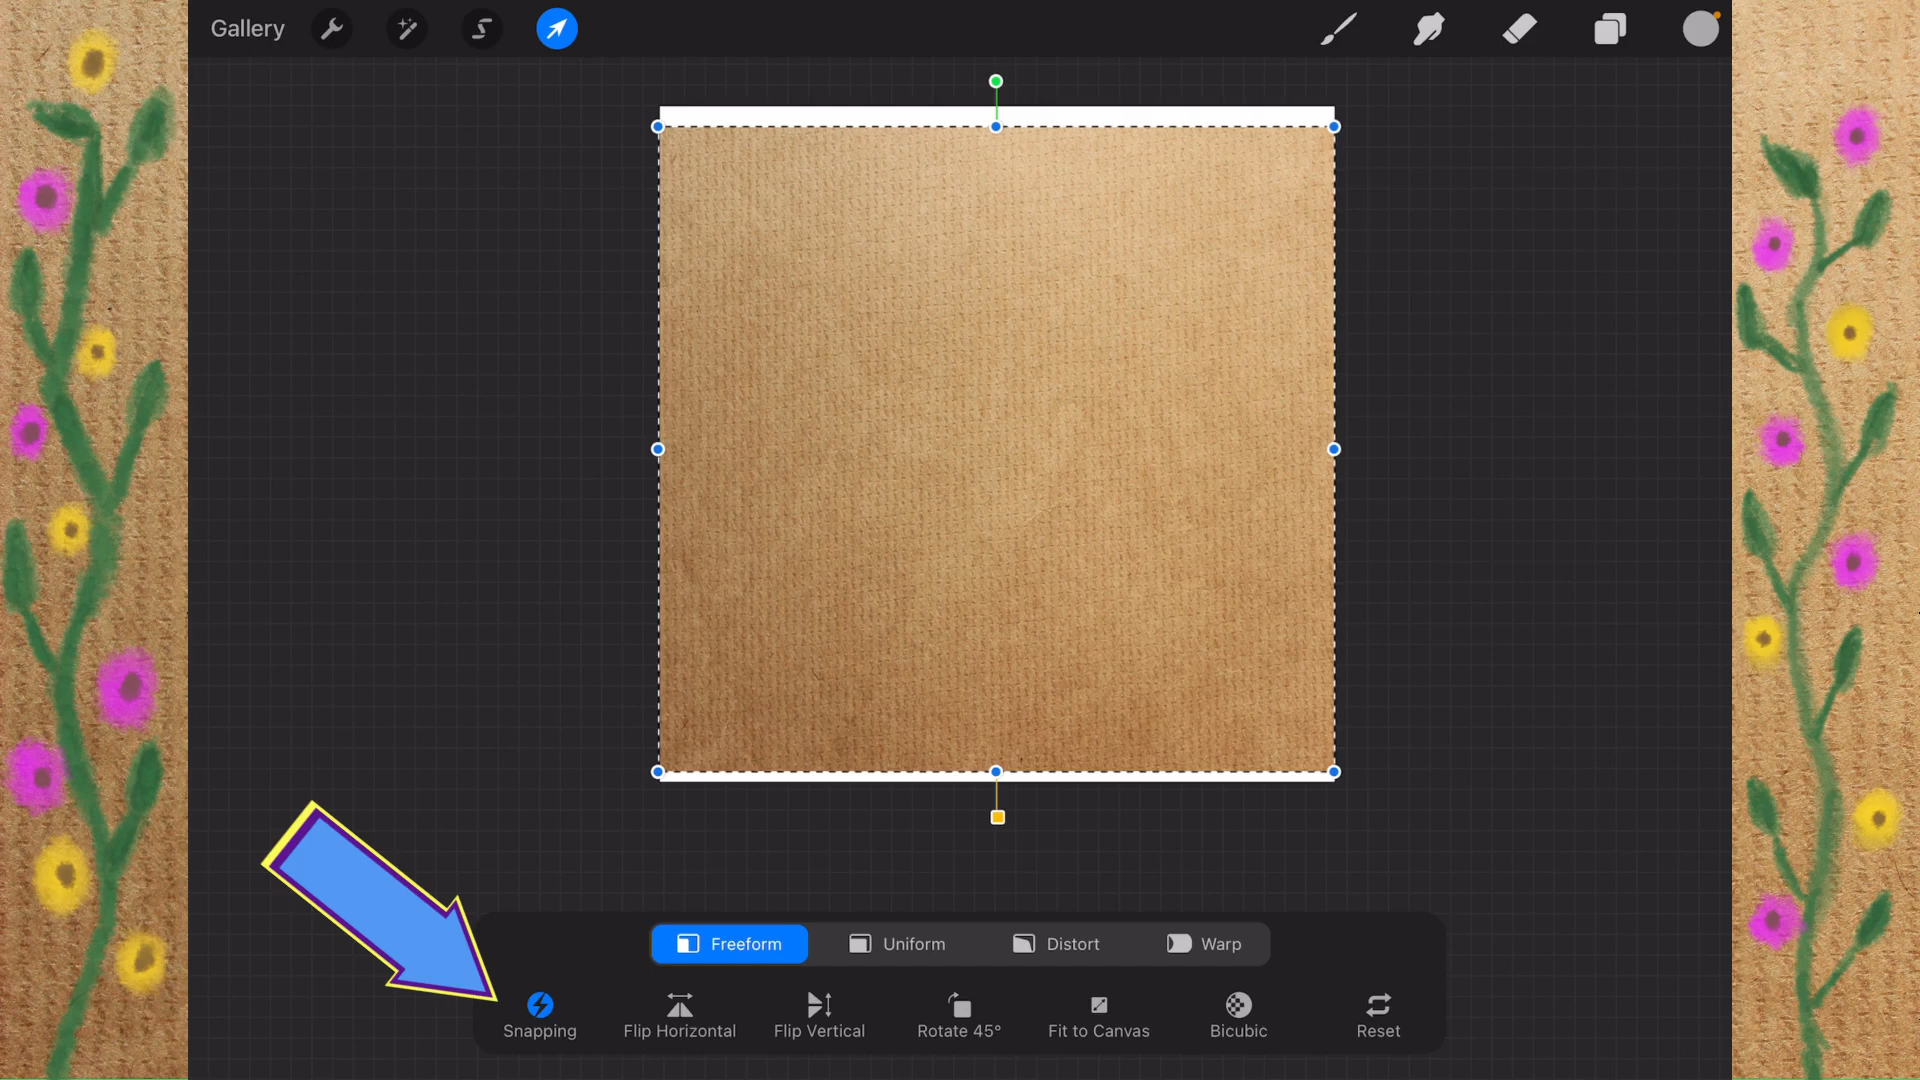 Gallery
Freeform Uniform Distort Warp
Snapping Flip Horizontal Flip Vertical Rotate 45° Fit to Canvas Bicubic Reset